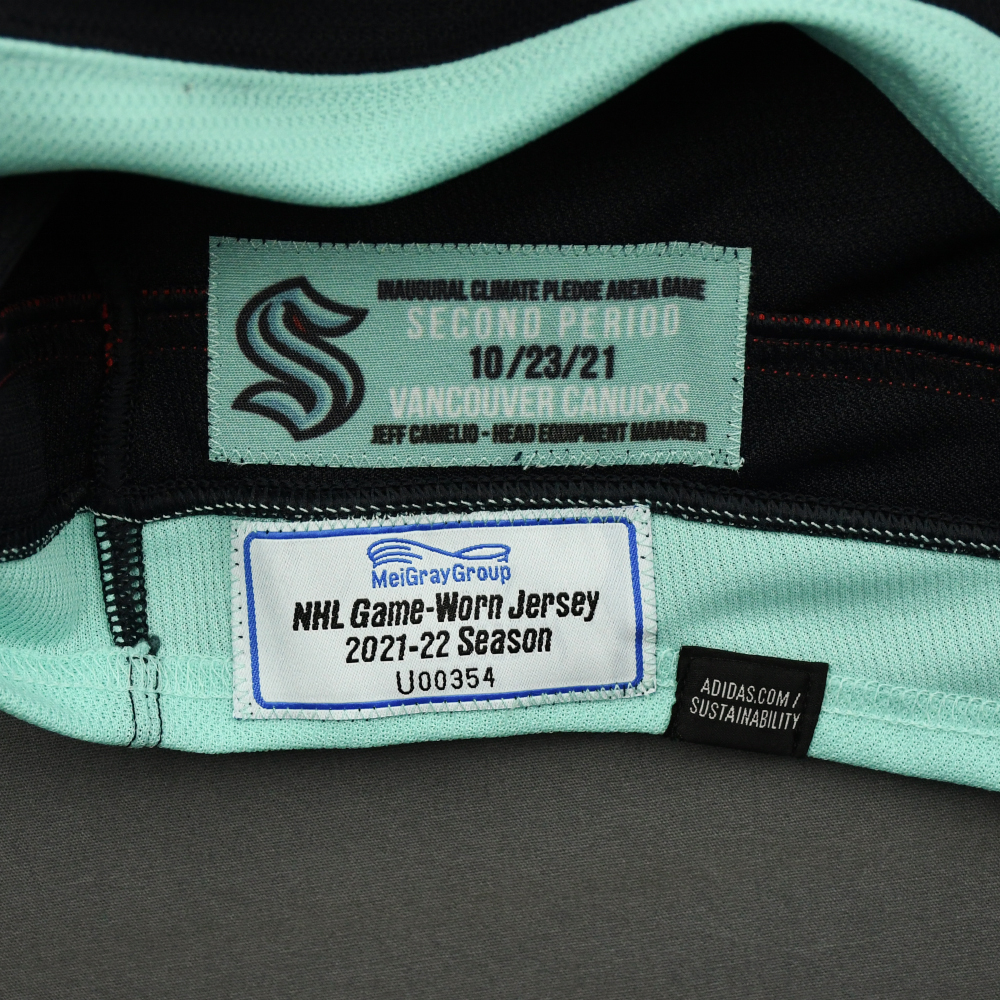 INAUGURAL CLIMATE PLEDGE ARENA GAME
SECOND PERIOD
10/23/21
VANCOUVER CANUCKS
JEFF CAMELIO - HEAD EQUIPMENT MANAGER
MeiGrayGroup
NHL Game-Worn Jersey
2021-22 Season
U00354
ADIDAS.COM/
SUSTAINABILITY